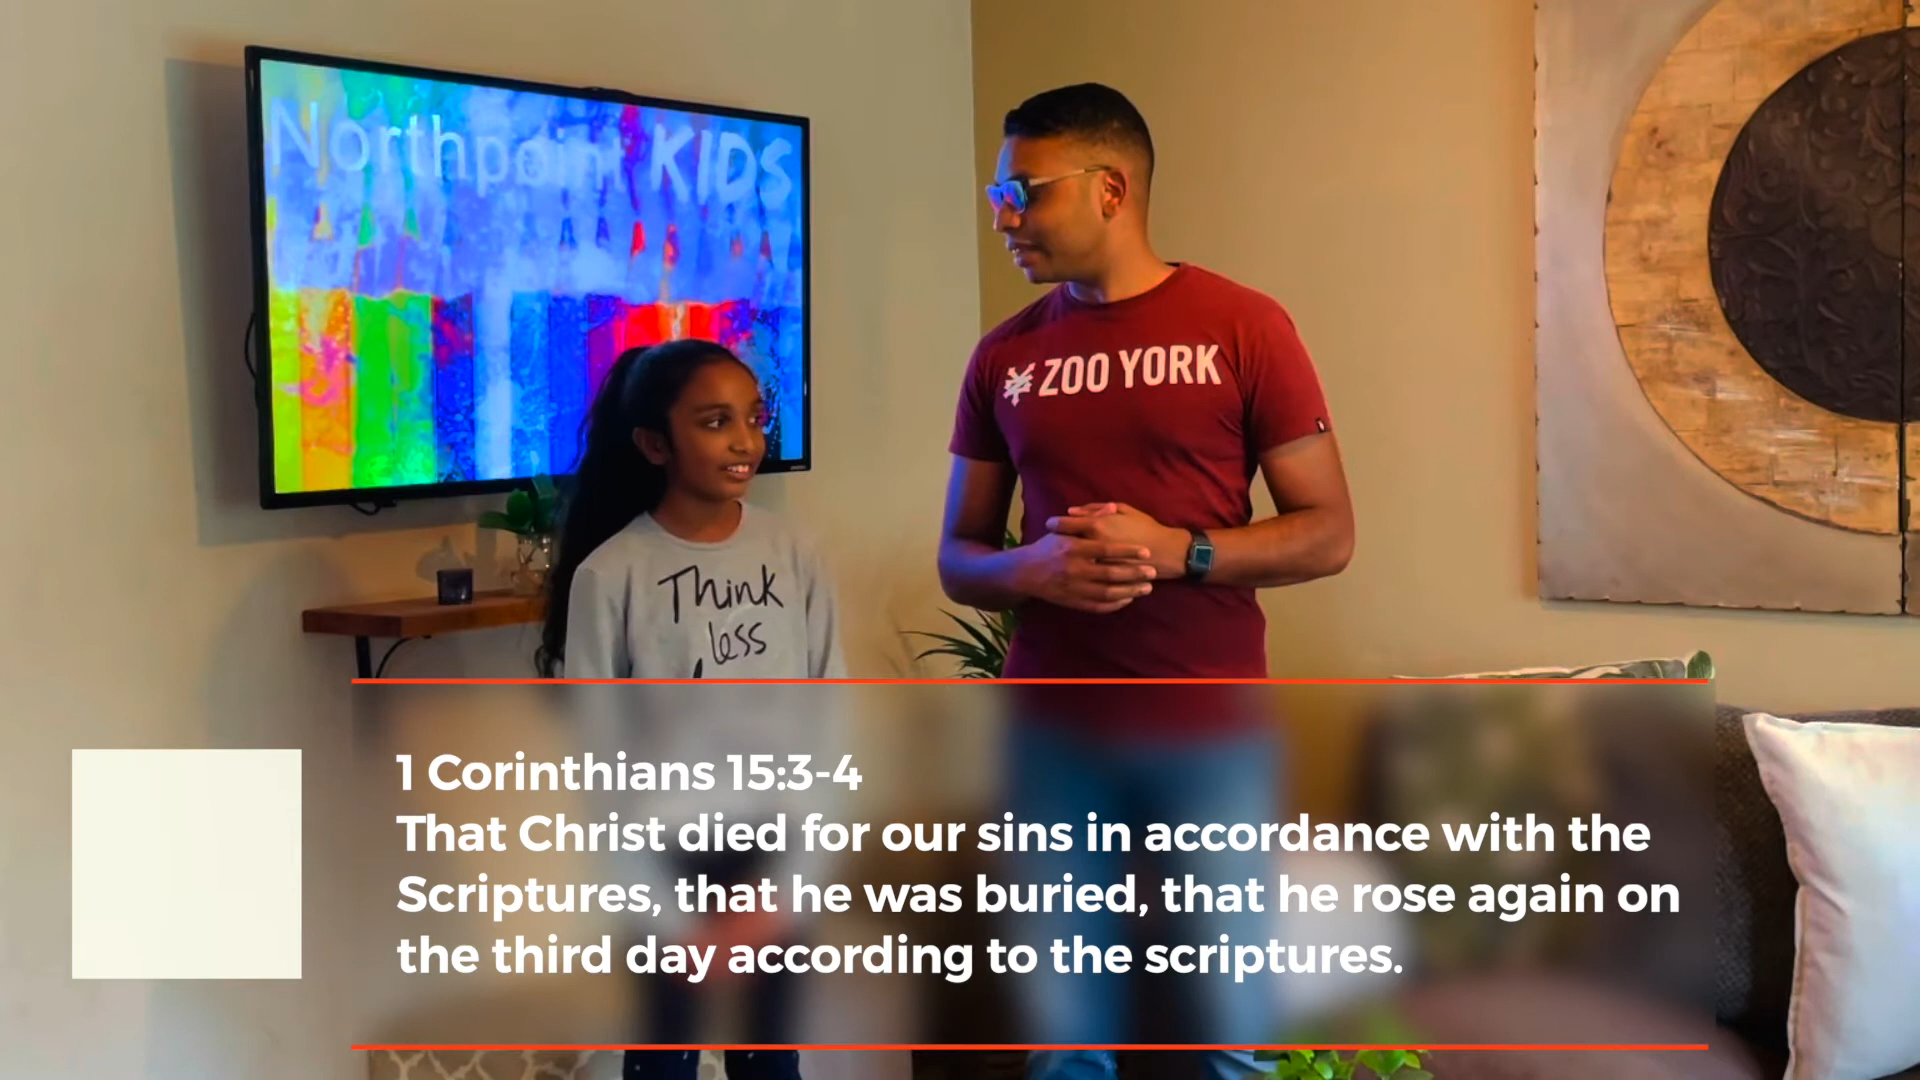 Northpoint KIDS
ZOO YORK
Think
less
1 Corinthians 15:3-4
That Christ died for our sins in accordance with the
Scriptures, that he was buried, that he rose again on
the third day according to the scriptures.